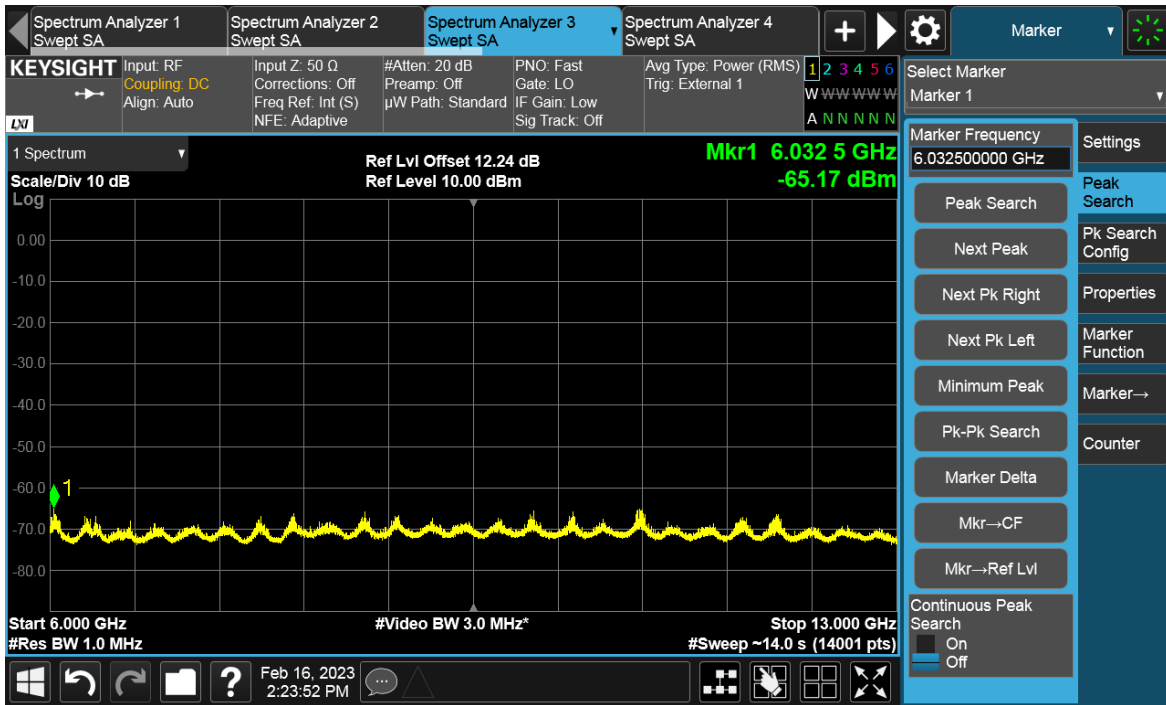 Spectrum Analyzer 1
Swept SA
Spectrum Analyzer 2
Swept SA
Spectrum Analyzer 3
Swept SA
Spectrum Analyzer 4
Swept SA
+
Marker
KEYSIGHT
LXI
Input: RF
Coupling: DC
Align: Auto
Input Z: 50 Ω
Corrections: Off
Freq Ref: Int (S)
NFE: Adaptive
#Atten: 20 dB
Preamp: Off
µW Path: Standard
PNO: Fast
Gate: LO
IF Gain: Low
Sig Track: Off
Avg Type: Power (RMS)
Trig: External 1
1 2 3 4 5 6
W W W W W W
A N N N N N
Select Marker
Marker 1
1 Spectrum
Scale/Div 10 dB
Log
Ref Lvl Offset 12.24 dB
Ref Level 10.00 dBm
Mkr1 6.032 5 GHz
-65.17 dBm
0.00
-10.0
-20.0
-30.0
-40.0
-50.0
-60.0
-70.0
-80.0
1
Start 6.000 GHz
#Res BW 1.0 MHz
#Video BW 3.0 MHz*
Stop 13.000 GHz
#Sweep ~14.0 s (14001 pts)
Marker Frequency
6.032500000 GHz
Peak Search
Next Peak
Next Pk Right
Next Pk Left
Minimum Peak
Pk-Pk Search
Marker Delta
Mkr→CF
Mkr→Ref Lvl
Continuous Peak
Search
On
Off
Settings
Peak
Search
Pk Search
Config
Properties
Marker
Function
Marker→
Counter
?
Feb 16, 2023
2:23:52 PM